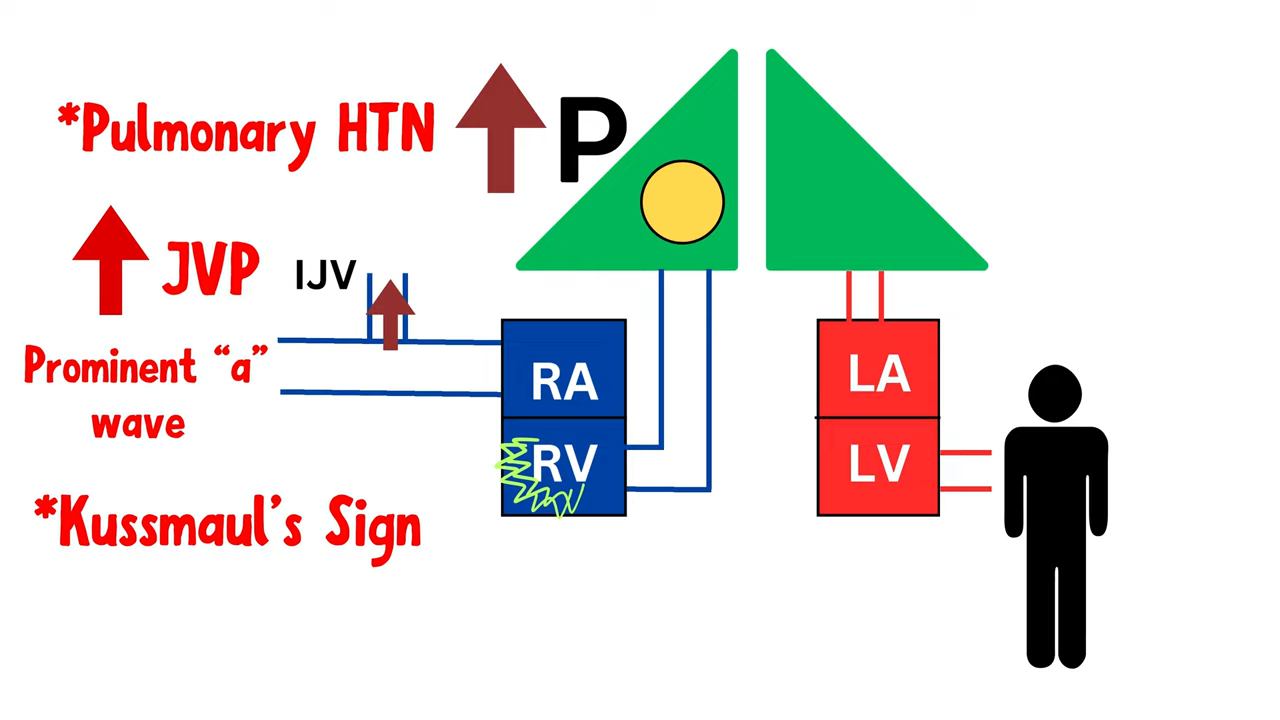 *Pulmonary HTN
P
JVP
IJV
Prominent “a”
wave
*Kussmaul's Sign
RA
RV
LA
LV